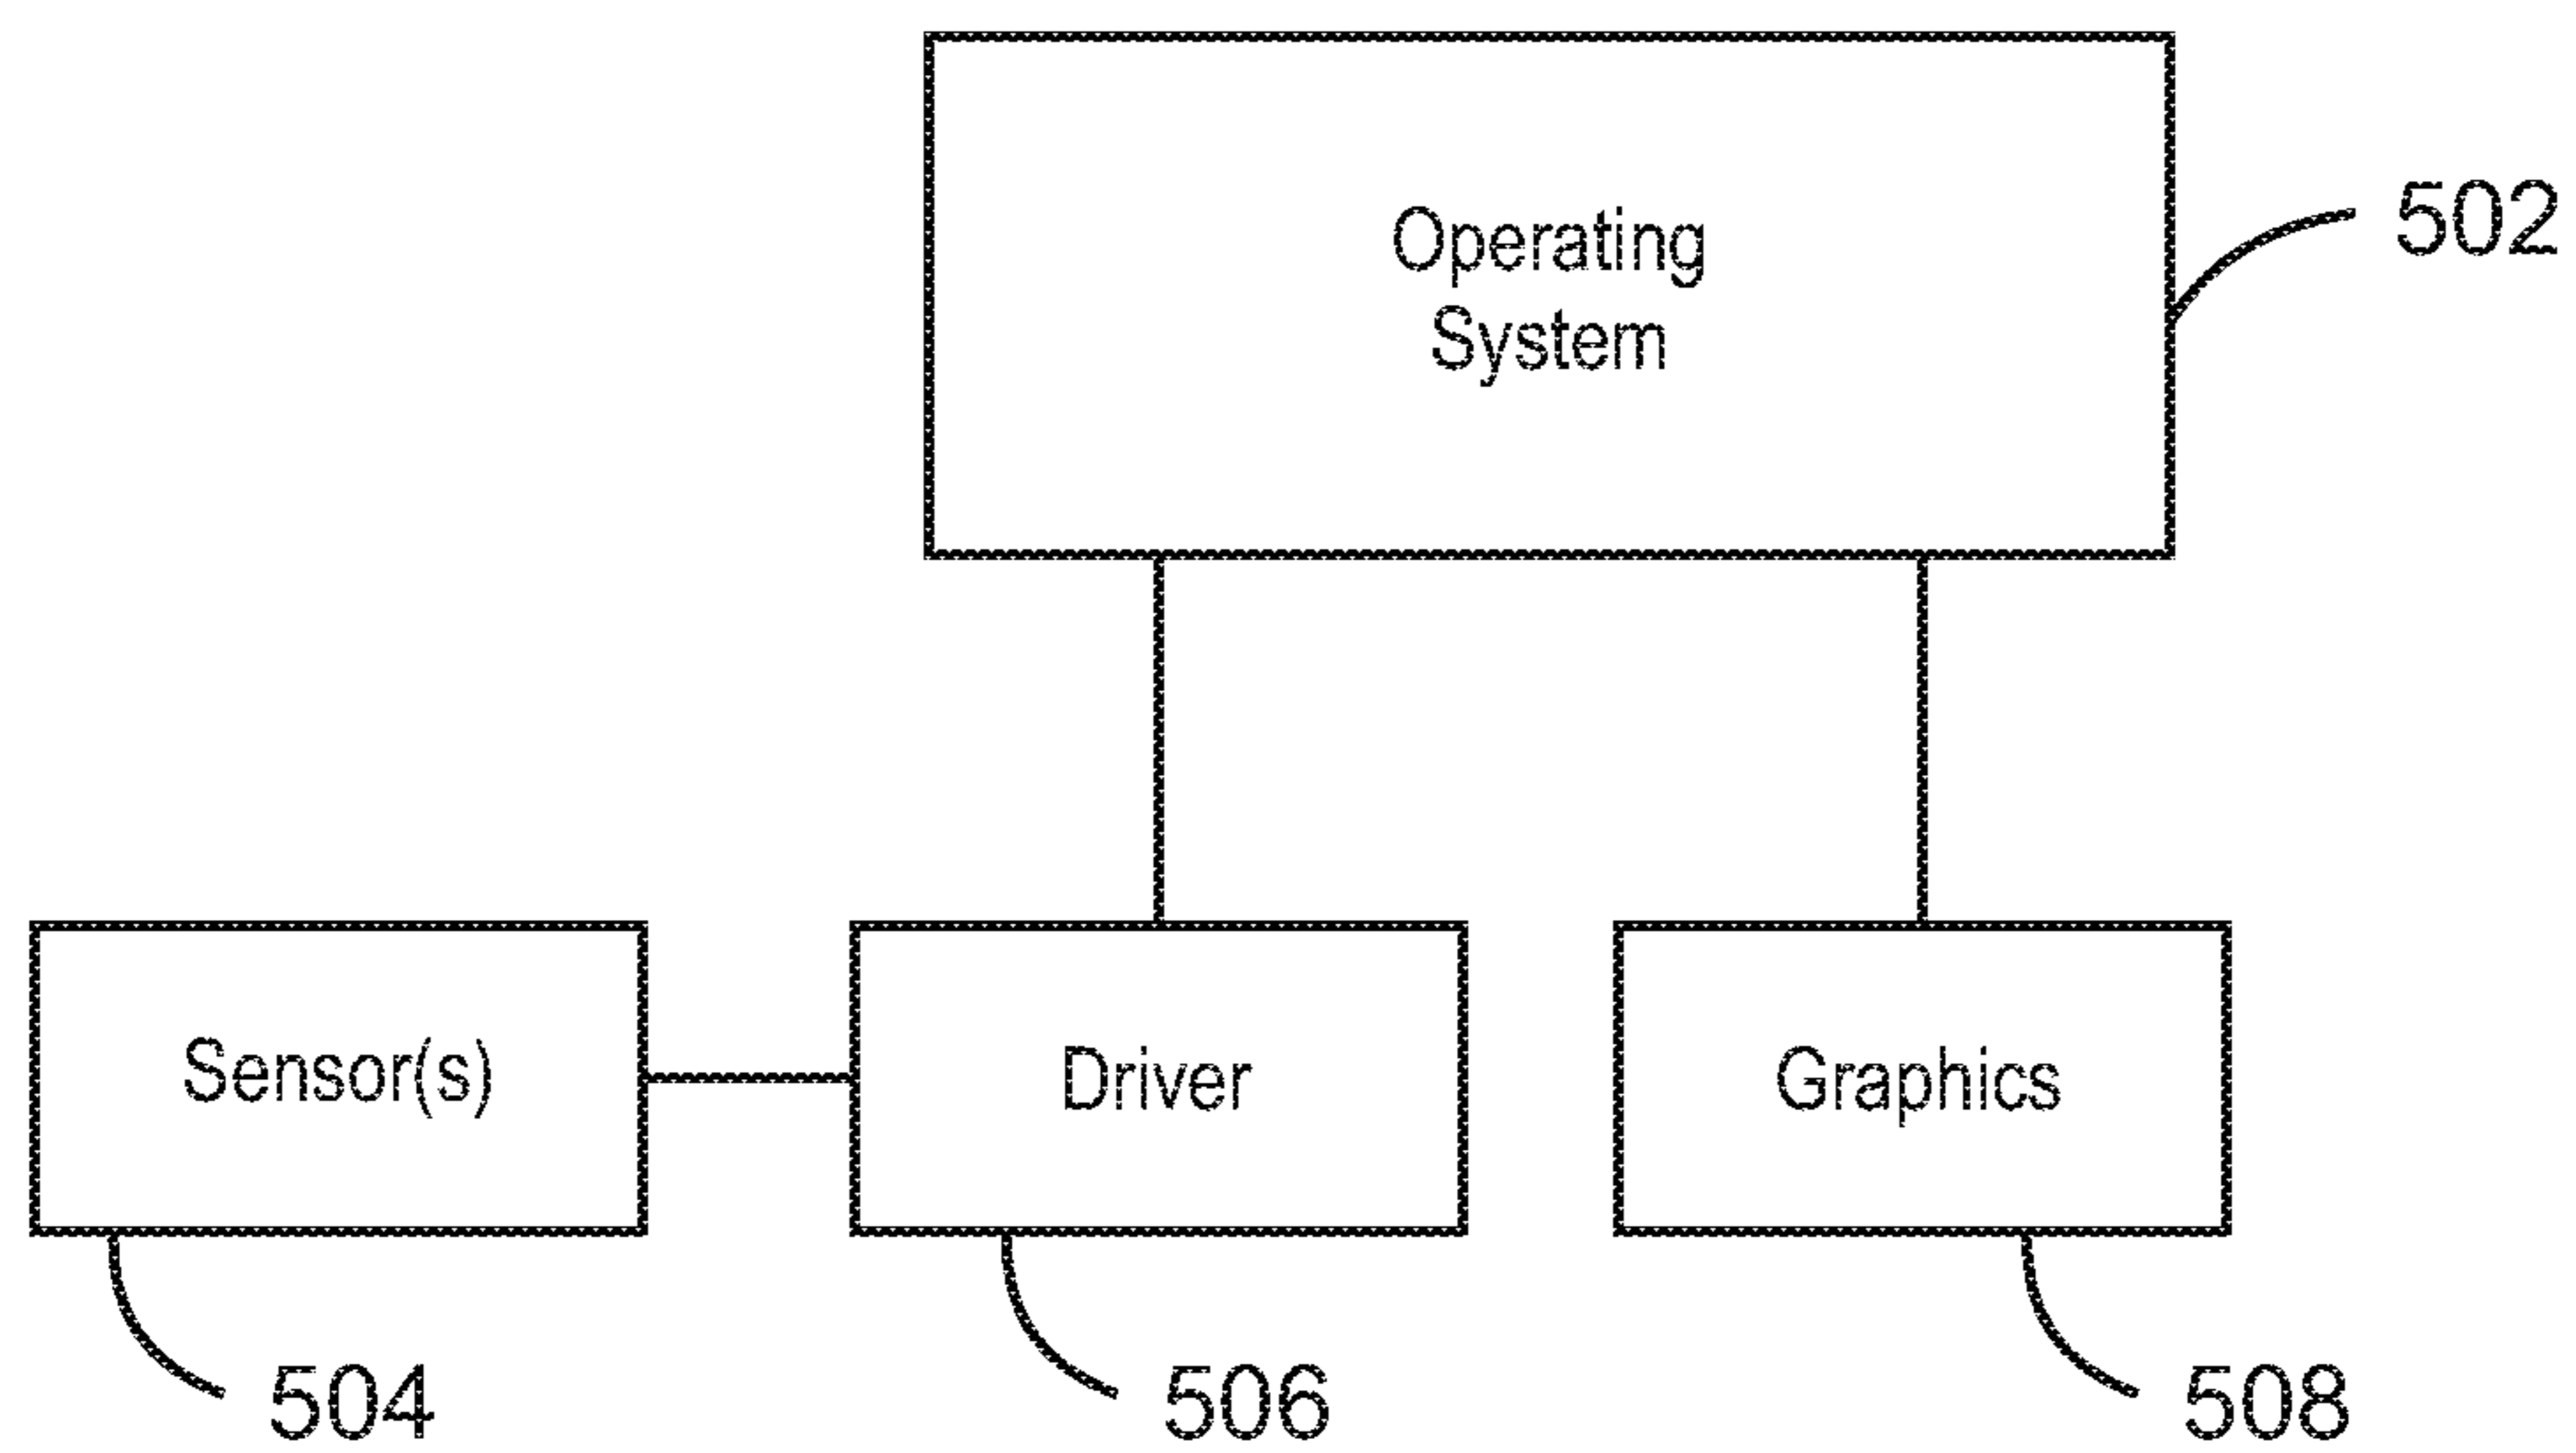 Operating
System
502
Sensor(s)
Driver
Graphics
504
506
508